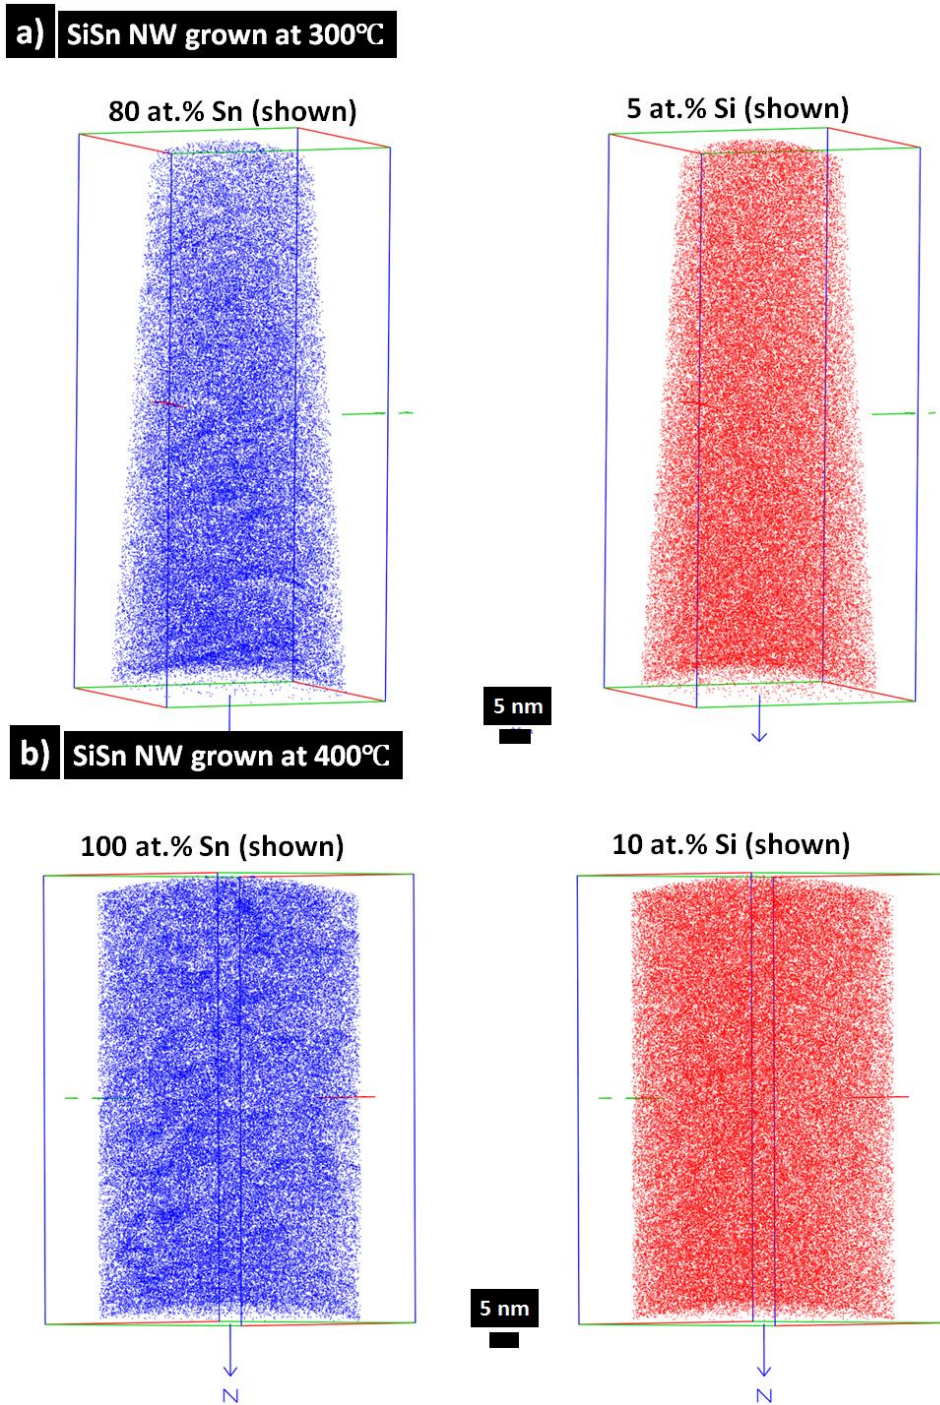 a) SiSn NW grown at 300℃
80 at.% Sn (shown)
5 at.% Si (shown)
5 nm
b) SiSn NW grown at 400℃
100 at.% Sn (shown)
10 at.% Si (shown)
5 nm
Z
Z